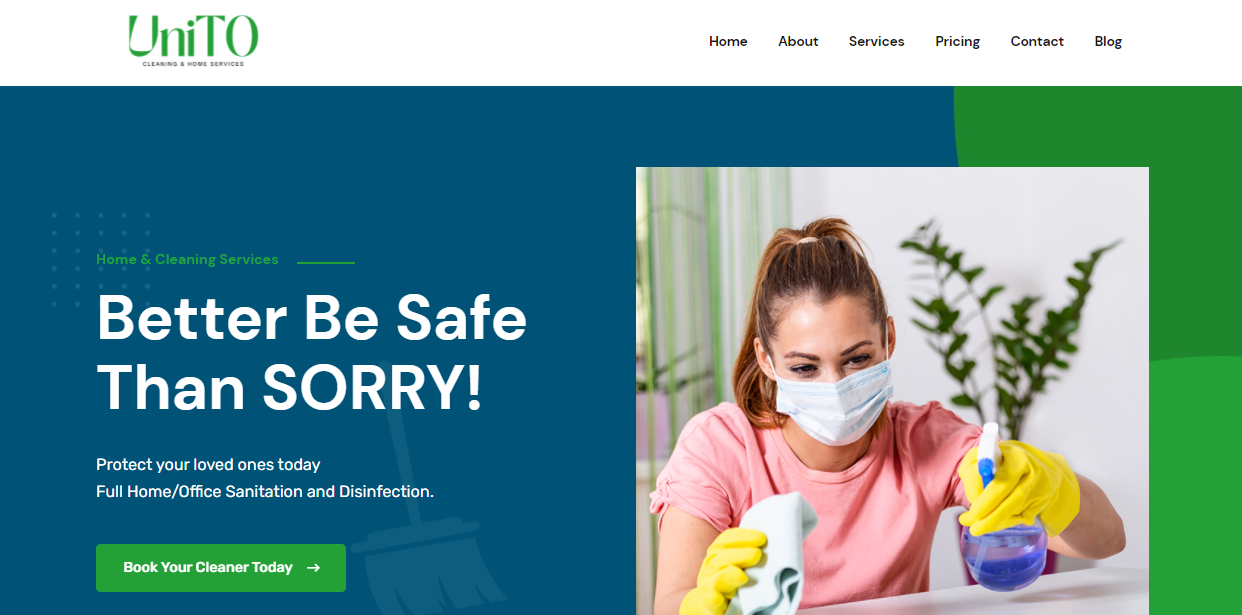 UniTO
CLEANING & HOME SERVICES
Home About Services Pricing Contact Blog
Home & Cleaning Services
Better Be Safe
Than SORRY!
Protect your loved ones today
Full Home/Office Sanitation and Disinfection.
Book Your Cleaner Today →